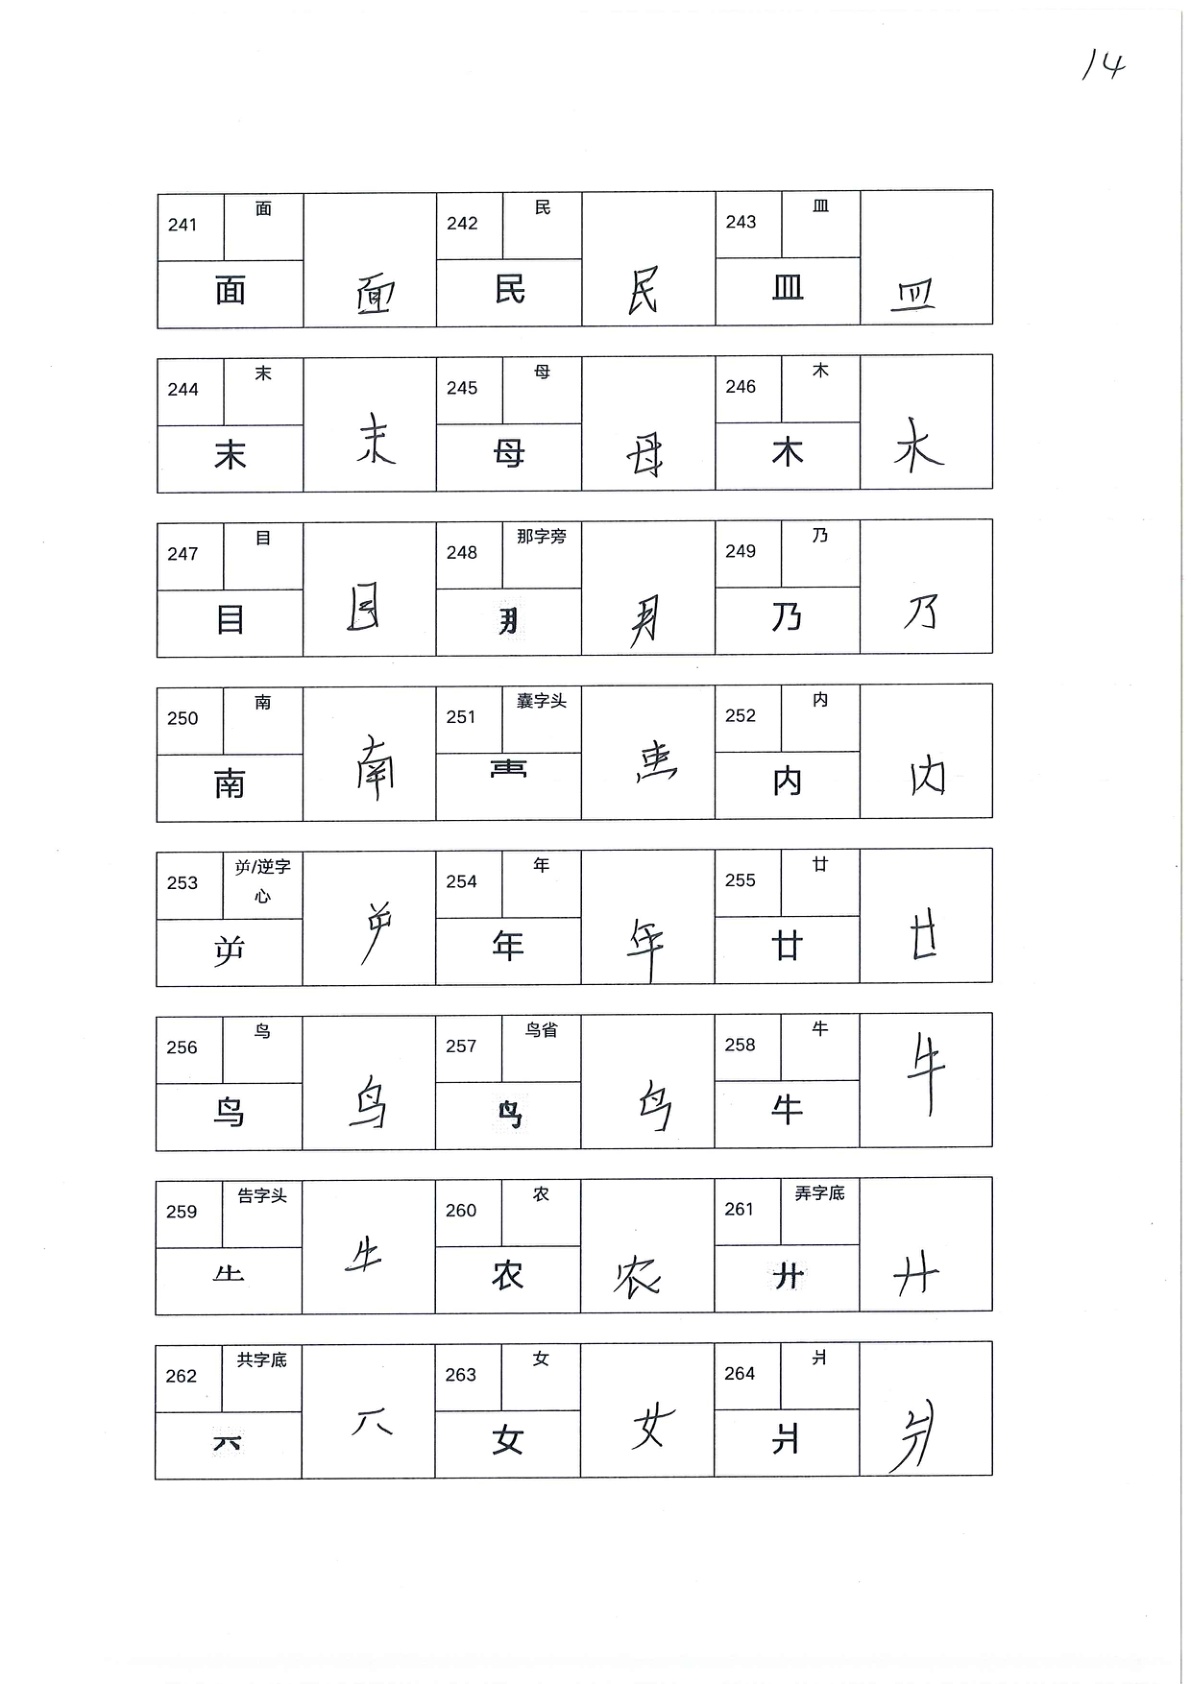 14
241 面 242 民 243 皿
面 面 民 民 皿 皿
244 末 245 母 246 木
末 末 母 母 木 木
247 目 248 那字旁 249 乃
目 目 乃 乃
250 南 251 囊字头 252 内
南 南 内 内
253 屰/逆字心 254 年 255 廿
屰 屰 年 年 廿 廿
256 鸟 257 鸟省 258 牛
鸟 鸟 牛 牛
259 告字头 260 农 261 弄字底
农 农 廾 廾
262 共字底 263 女 264 爿
女 女 爿 爿